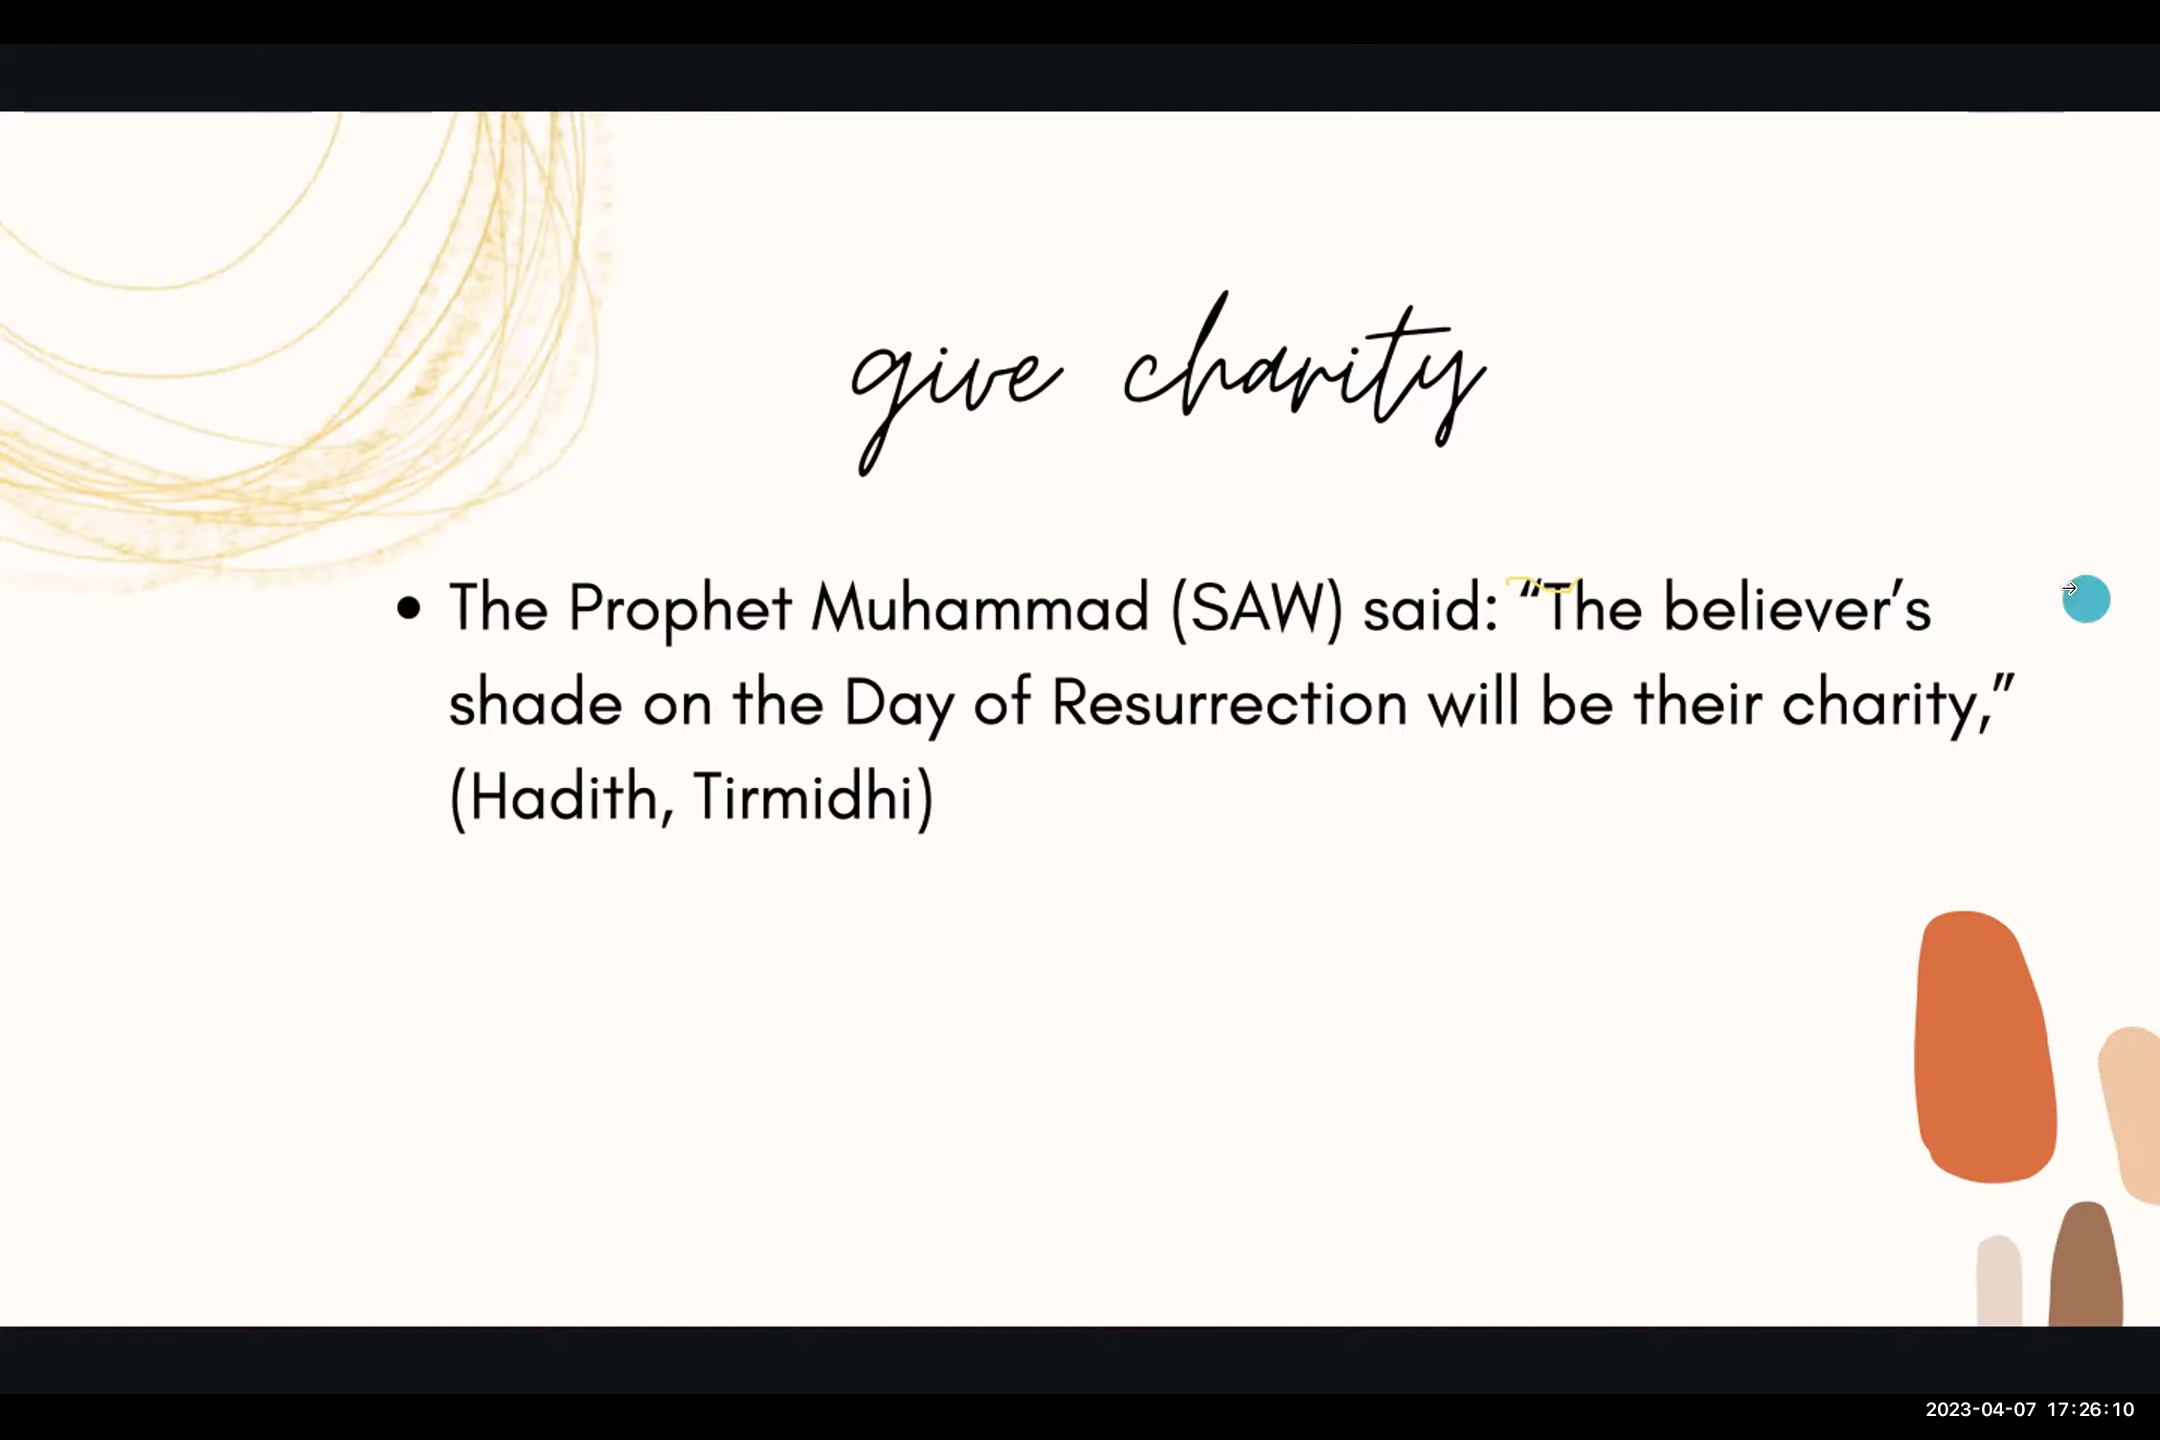 give charity
• The Prophet Muhammad (SAW) said: “The believer’s
shade on the Day of Resurrection will be their charity,”
(Hadith, Tirmidhi)
2023-04-07 17:26:10